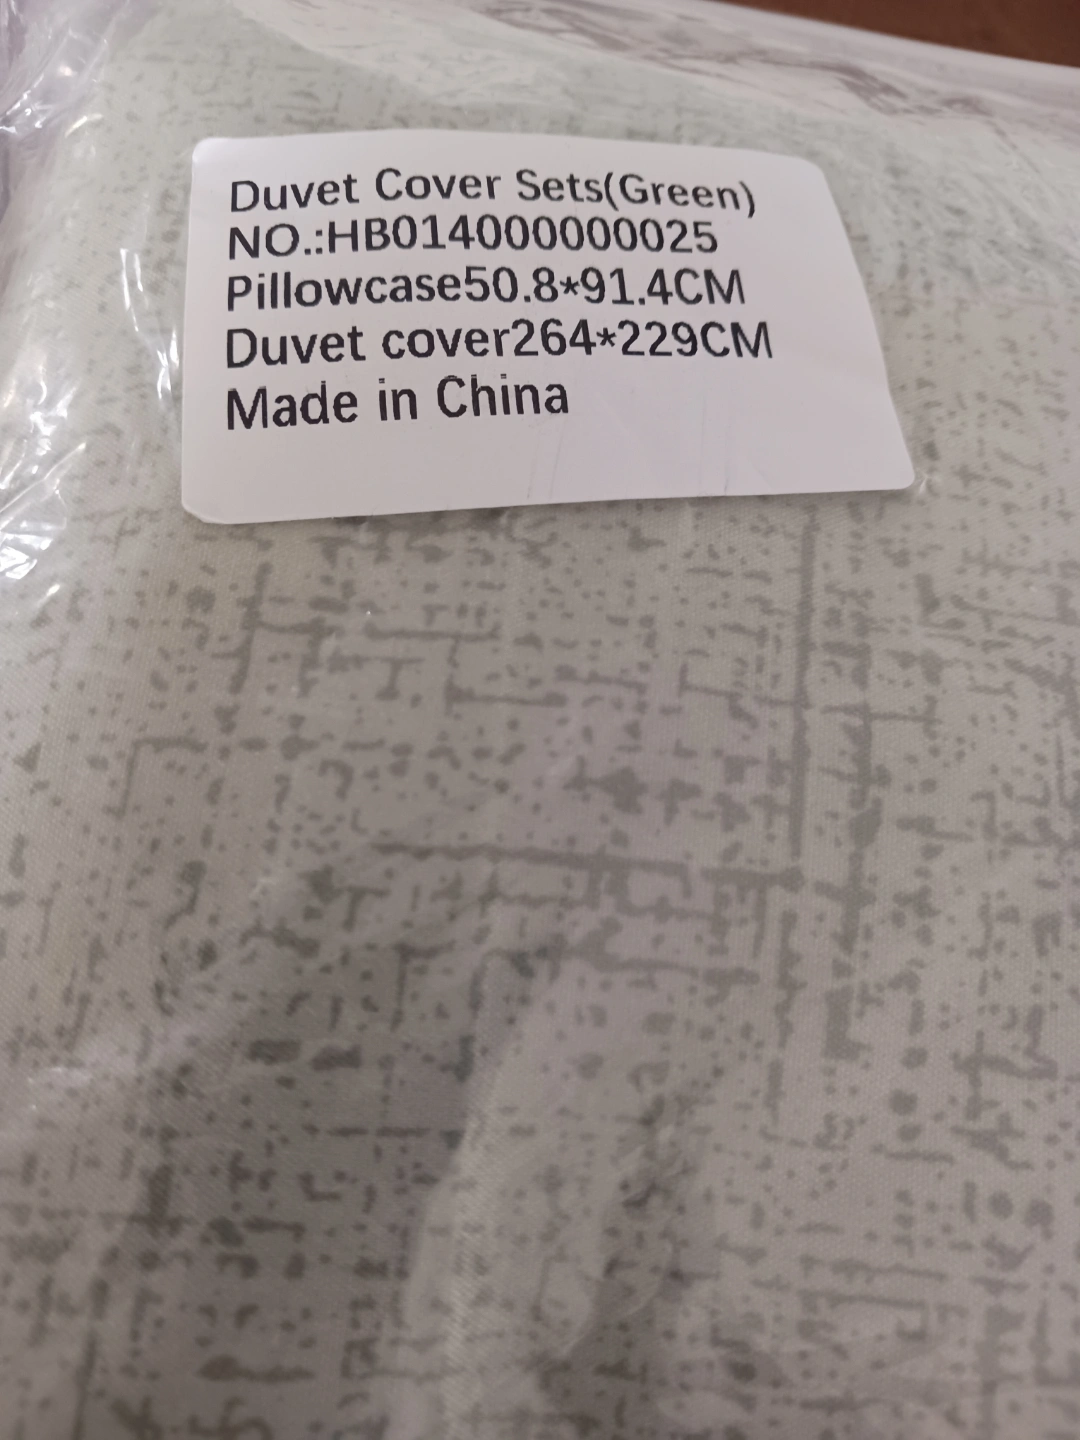 Duvet Cover Sets(Green)
NO.:HB014000000025
Pillowcase50.8*91.4CM
Duvet cover264*229CM
Made in China